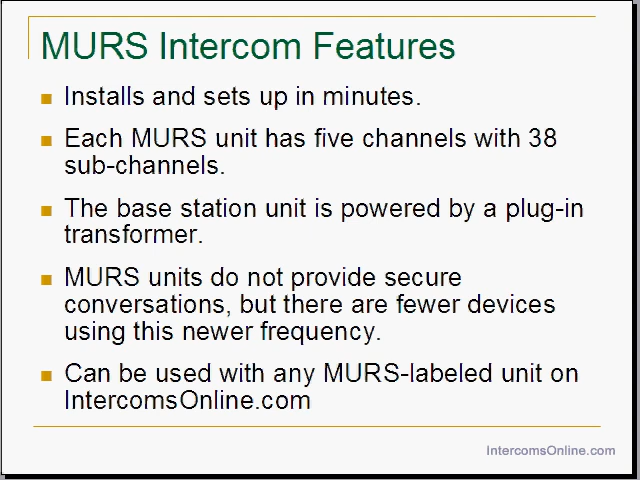 MURS Intercom Features
Installs and sets up in minutes.
Each MURS unit has five channels with 38
sub-channels.
The base station unit is powered by a plug-in
transformer.
MURS units do not provide secure
conversations, but there are fewer devices
using this newer frequency.
Can be used with any MURS-labeled unit on
IntercomsOnline.com
IntercomsOnline.com